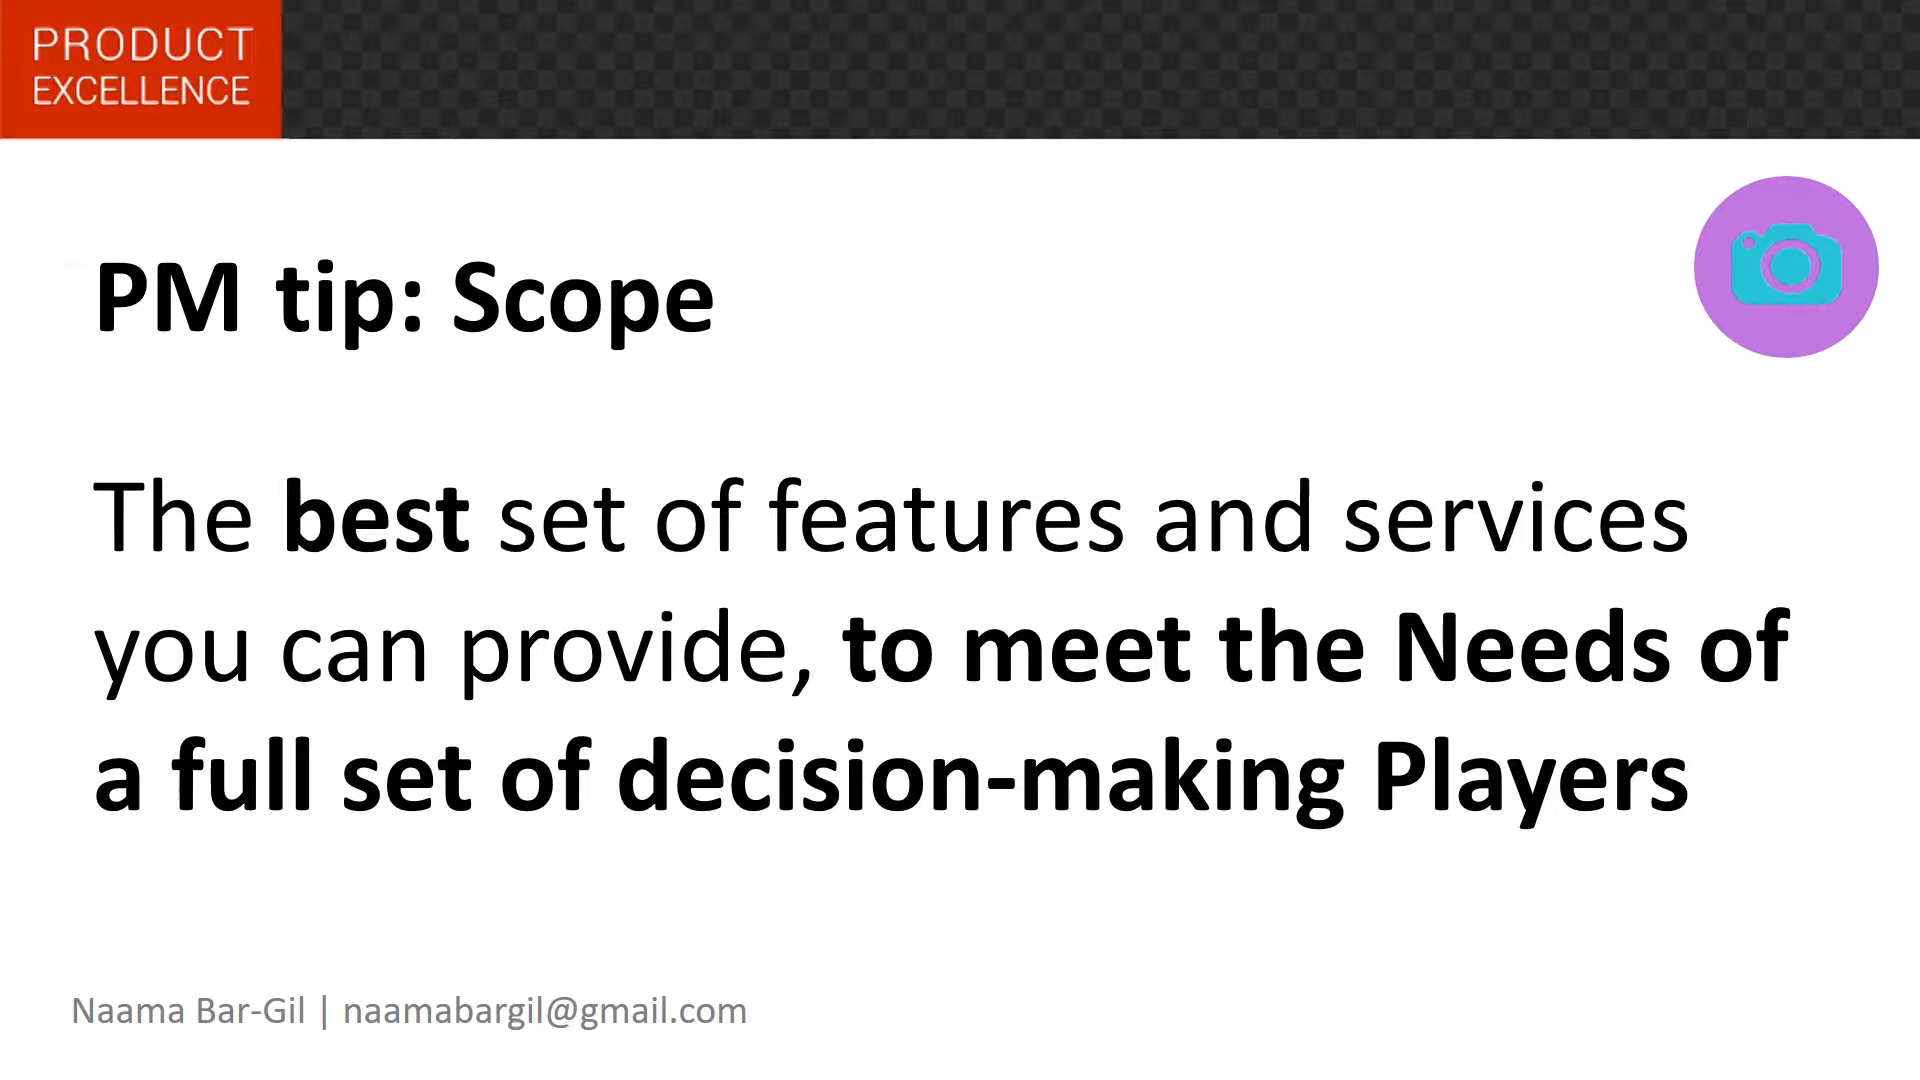 PRODUCT
EXCELLENCE
PM tip: Scope
The best set of features and services
you can provide, to meet the Needs of
a full set of decision-making Players
Naama Bar-Gil | naamabargil@gmail.com